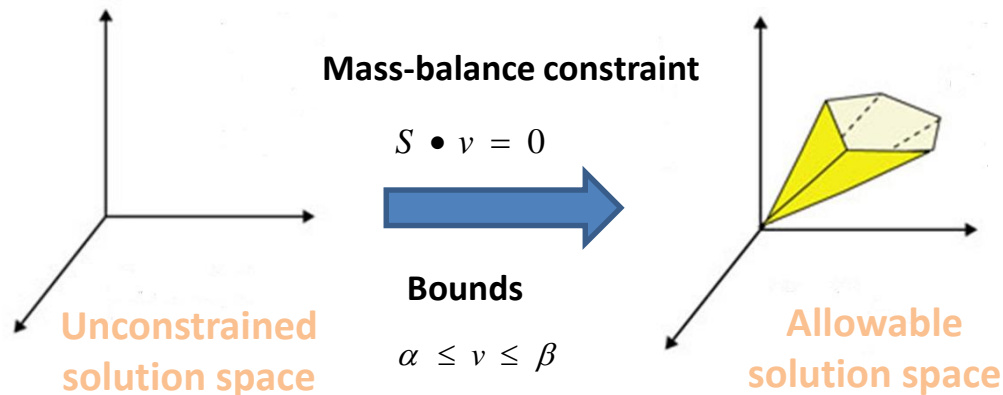 Mass-balance constraint
S • v = 0
Bounds
α ≤ v ≤ β
Unconstrained
solution space
Allowable
solution space